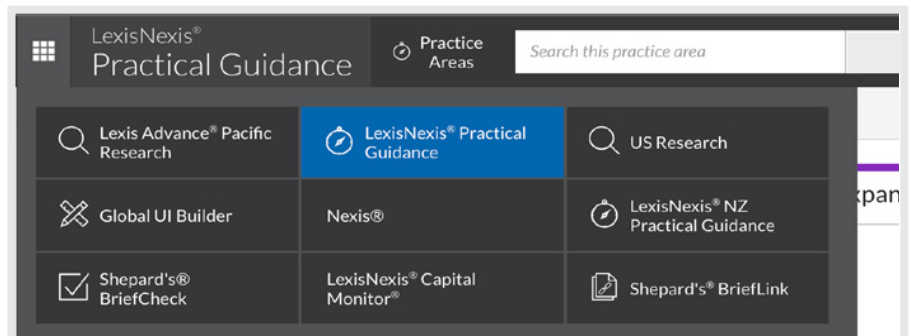 LexisNexis®
Practical Guidance
Practice
Areas
Search this practice area
Lexis Advance® Pacific
Research
LexisNexis® Practical
Guidance
US Research
Global UI Builder
Nexis®
LexisNexis® NZ
Practical Guidance
xpan
Shepard's®
BriefCheck
LexisNexis® Capital
Monitor®
Shepard's® BriefLink